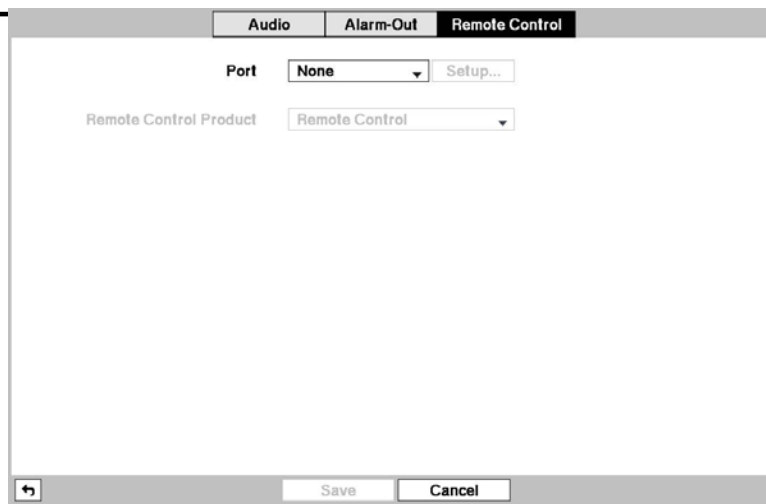 Audio Alarm-Out Remote Control
Port None Setup...
Remote Control Product Remote Control
Save Cancel